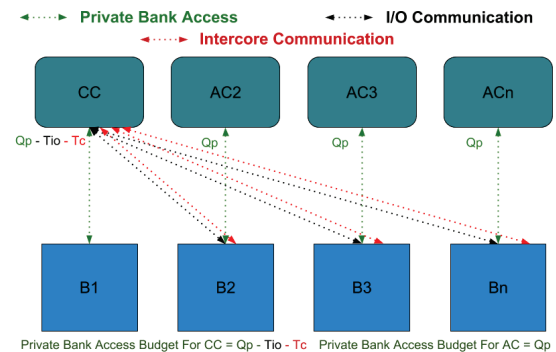 Private Bank Access
I/O Communication
Intercore Communication
CC AC2 AC3 ACn
Qp - Tio - Tc Qp Qp Qp
B1 B2 B3 Bn
Private Bank Access Budget For CC = Qp - Tio - Tc Private Bank Access Budget For AC = Qp